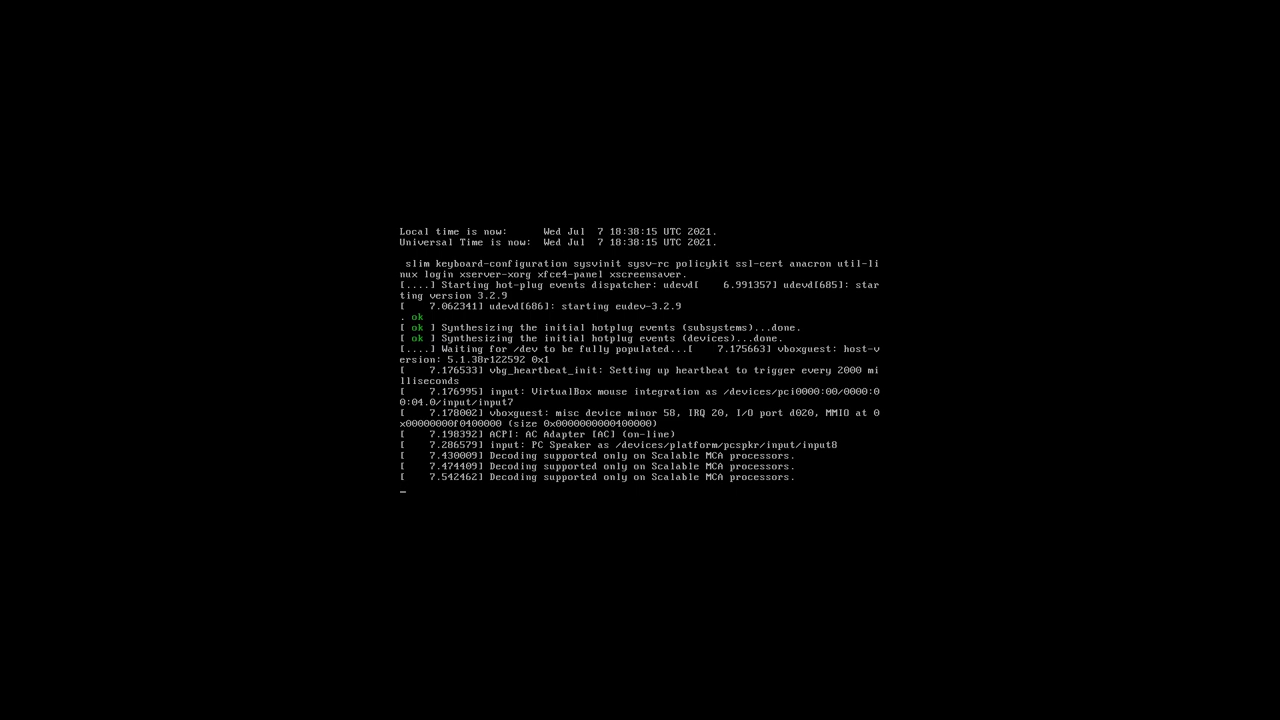 Local time is now:      Wed Jul  7 18:38:15 UTC 2021.
Universal Time is now:  Wed Jul  7 18:38:15 UTC 2021.
 slim keyboard-configuration sysvinit sysv-rc policykit ssl-cert anacron util-li
nux login xserver-xorg xfce4-panel xscreensaver.
[....] Starting hot-plug events dispatcher: udevd[    6.991357] udevd[685]: star
ting version 3.2.9
[    7.062341] udevd[686]: starting eudev-3.2.9
. ok
[ ok ] Synthesizing the initial hotplug events (subsystems)...done.
[ ok ] Synthesizing the initial hotplug events (devices)...done.
[....] Waiting for /dev to be fully populated...[    7.175663] vboxguest: host-v
ersion: 5.1.38r122592 0x1
[    7.176533] vbg_heartbeat_init: Setting up heartbeat to trigger every 2000 mi
lliseconds
[    7.176995] input: VirtualBox mouse integration as /devices/pci0000:00/0000:0
0:04.0/input/input7
[    7.178002] vboxguest: misc device minor 58, IRQ 20, I/O port d020, MMIO at 0
x00000000f0400000 (size 0x0000000000400000)
[    7.198392] ACPI: AC Adapter [AC] (on-line)
[    7.286579] input: PC Speaker as /devices/platform/pcspkr/input/input8
[    7.430009] Decoding supported only on Scalable MCA processors.
[    7.474409] Decoding supported only on Scalable MCA processors.
[    7.542462] Decoding supported only on Scalable MCA processors.